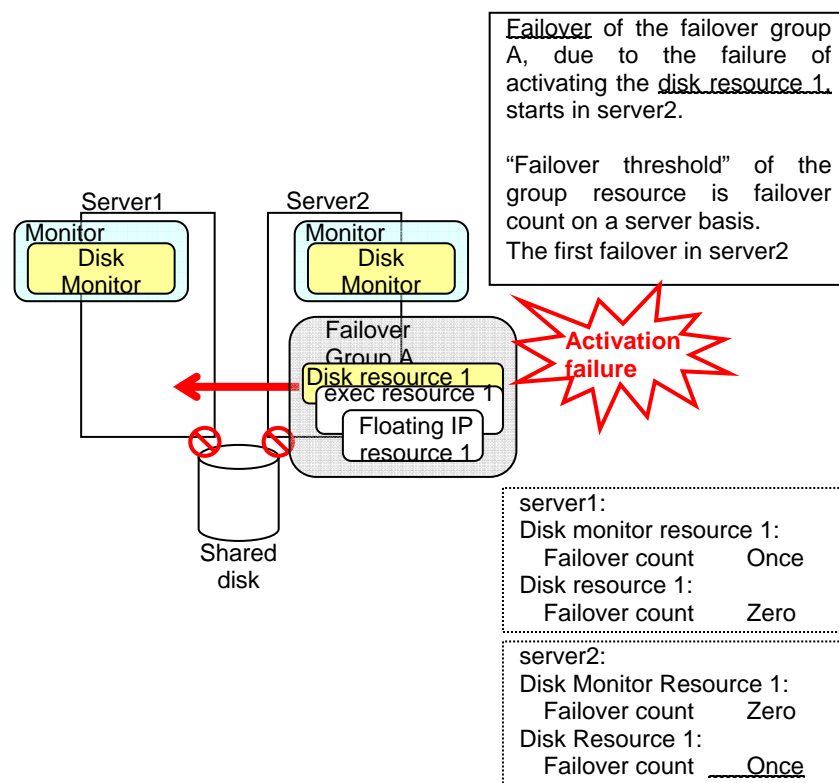 Failover of the failover group
A, due to the failure of
activating the disk resource 1,
starts in server2.
“Failover threshold” of the
group resource is failover
count on a server basis.
The first failover in server2
Server1
Server2
Monitor
Disk
Monitor
Monitor
Disk
Monitor
Failover
Group A
Disk resource 1
exec resource 1
Floating IP
resource 1
Activation
failure
Shared
disk
server1:
Disk monitor resource 1:
Failover count Once
Disk resource 1:
Failover count Zero
server2:
Disk Monitor Resource 1:
Failover count Zero
Disk Resource 1:
Failover count Once